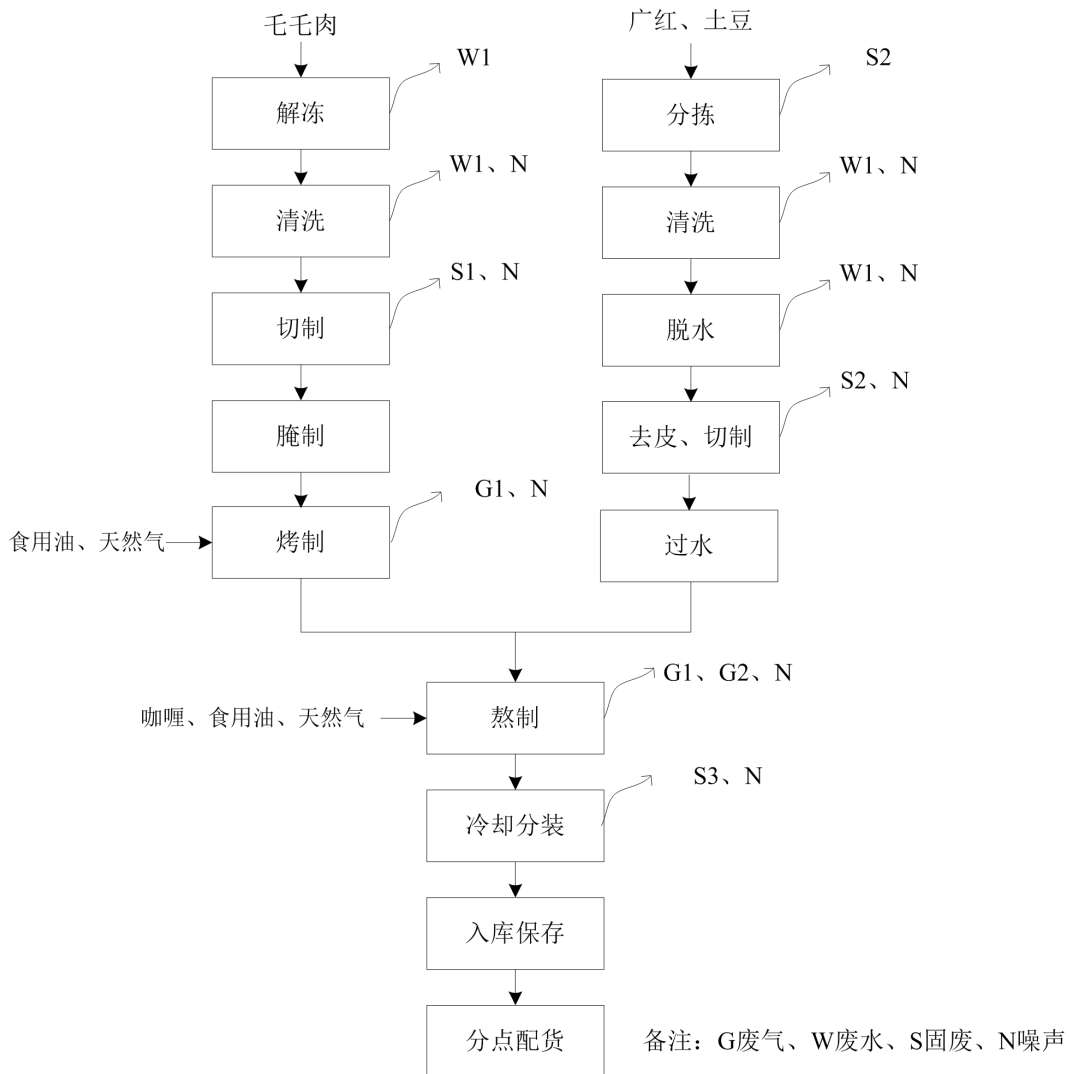 毛毛肉
广红、土豆
W1
S2
解冻
分拣
W1、N
W1、N
清洗
清洗
S1、N
W1、N
切制
脱水
S2、N
腌制
去皮、切制
G1、N
食用油、天然气
烤制
过水
G1、G2、N
咖喱、食用油、天然气
熬制
S3、N
冷却分装
入库保存
分点配货
备注：G废气、W废水、S固废、N噪声